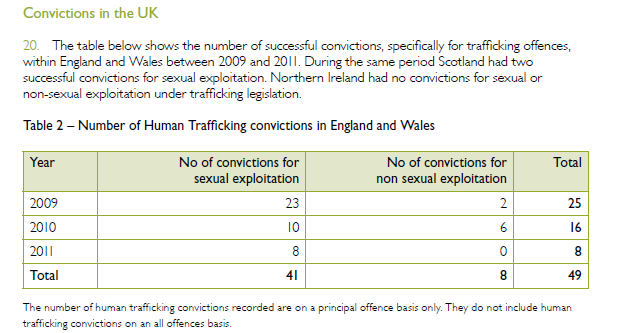 Convictions in the UK
20. The table below shows the number of successful convictions, specifically for trafficking offences,
within England and Wales between 2009 and 2011. During the same period Scotland had two
successful convictions for sexual exploitation. Northern Ireland had no convictions for sexual or
non-sexual exploitation under trafficking legislation.
Table 2 – Number of Human Trafficking convictions in England and Wales
Year No of convictions for sexual exploitation No of convictions for non sexual exploitation Total
2009 23 2 25
2010 10 6 16
2011 8 0 8
Total 41 8 49
The number of human trafficking convictions recorded are on a principal offence basis only. They do not include human
trafficking convictions on an all offences basis.